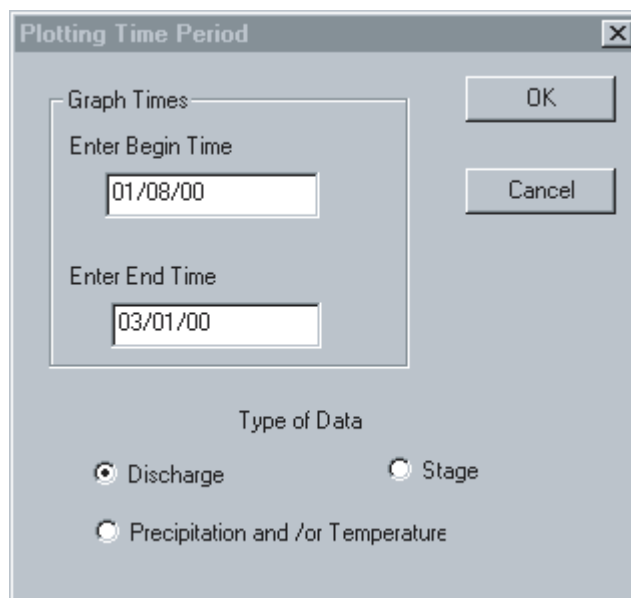 Plotting Time Period
Graph Times
OK
Enter Begin Time
01/08/00
Cancel
Enter End Time
03/01/00
Type of Data
Discharge
Stage
Precipitation and /or Temperature